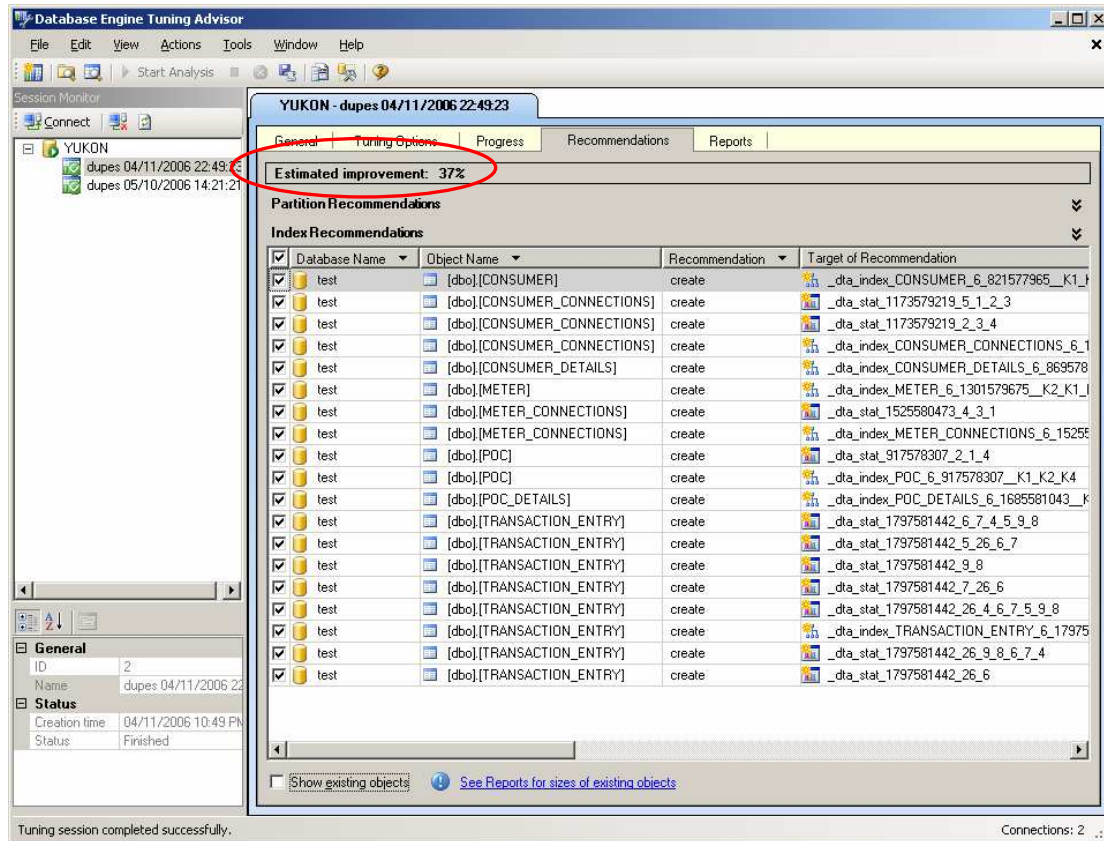 Database Engine Tuning Advisor
File Edit View Actions Tools Window Help
Start Analysis
Session Monitor
Connect
YUKON
dupes 04/11/2006 22:49:23
dupes 05/10/2006 14:21:21
YUKON - dupes 04/11/2006 22:49:23
General Tuning Options Progress Recommendations Reports
Estimated improvement: 37%
Partition Recommendations
Index Recommendations
Database Name Object Name Recommendation Target of Recommendation
test [dbo].[CONSUMER] create _dta_index_CONSUMER_6_821577965__K1_
test [dbo].[CONSUMER_CONNECTIONS] create _dta_stat_1173579219_5_1_2_3
test [dbo].[CONSUMER_CONNECTIONS] create _dta_stat_1173579219_2_3_4
test [dbo].[CONSUMER_CONNECTIONS] create _dta_index_CONSUMER_CONNECTIONS_6_1
test [dbo].[CONSUMER_DETAILS] create _dta_index_CONSUMER_DETAILS_6_869578
test [dbo].[METER] create _dta_index_METER_6_1301579675__K2_K1_
test [dbo].[METER_CONNECTIONS] create _dta_stat_1525580473_4_3_1
test [dbo].[METER_CONNECTIONS] create _dta_index_METER_CONNECTIONS_6_15255
test [dbo].[POC] create _dta_stat_917578307_2_1_4
test [dbo].[POC] create _dta_index_POC_6_917578307__K1_K2_K4
test [dbo].[POC_DETAILS] create _dta_index_POC_DETAILS_6_1685581043__K
test [dbo].[TRANSACTION_ENTRY] create _dta_stat_1797581442_6_7_4_5_9_8
test [dbo].[TRANSACTION_ENTRY] create _dta_stat_1797581442_5_26_6_7
test [dbo].[TRANSACTION_ENTRY] create _dta_stat_1797581442_9_8
test [dbo].[TRANSACTION_ENTRY] create _dta_stat_1797581442_7_26_6
test [dbo].[TRANSACTION_ENTRY] create _dta_stat_1797581442_26_4_6_7_5_9_8
test [dbo].[TRANSACTION_ENTRY] create _dta_index_TRANSACTION_ENTRY_6_17975
test [dbo].[TRANSACTION_ENTRY] create _dta_stat_1797581442_26_9_8_6_7_4
test [dbo].[TRANSACTION_ENTRY] create _dta_stat_1797581442_26_6
General
ID 2
Name dupes 04/11/2006 22
Status
Creation time 04/11/2006 10:49 PM
Status Finished
Show existing objects See Reports for sizes of existing objects
Tuning session completed successfully. Connections: 2